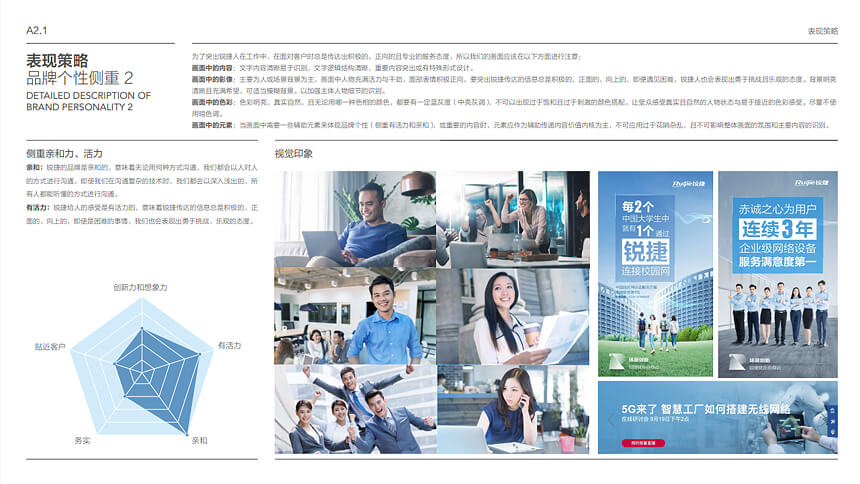 A2.1
表现策略
表现策略
品牌个性侧重 2
DETAILED DESCRIPTION OF
BRAND PERSONALITY 2
为了突出锐捷人在工作中,在面对客户时总是传达出积极的,正向的且专业的服务态度,所以我们的画面应该在以下方面进行注意:
画面中的内容:文字内容清晰易于识别,文字逻辑结构清晰,重要内容突出或有特殊形式设计。
画面中的影像:主要为人或场景背景为主,画面中人物充满活力与干劲,面部表情积极正向,要突出锐捷传达的信息总是积极的、正面的、向上的、即使遇见困难,锐捷人也会表现出勇于挑战且乐观的态度。背景明亮
清晰且充满希望,可适当模糊背景,以加强主体人物细节的识别。
画面中的色彩:色彩明亮、真实自然,且无论用哪一种色相的颜色,都要有一定蓝灰度(中亮灰调),不可以出现过于饱和且过于刺激的颜色搭配,让受众感受真实且自然的人物状态与易于接近的色彩感受,尽量不使
用暗色调。
画面中的元素:当画面中需要一些辅助元素来体现品牌个性(侧重有活力和亲和),或重要的内容时,元素应作为辅助传递内容价值内核为主,不可应用过于花哨杂乱,且不可影响整体画面的氛围和主要内容的识别。
侧重亲和力、活力
亲和:锐捷的品牌是亲和的,意味着无论用何种方式沟通,我们都会以人对人
的方式进行沟通,即使我们在沟通复杂的技术时,我们都会以深入浅出的、所
有人都能听懂的方式进行沟通。
有活力:锐捷给人的感受是有活力的,意味着锐捷传达的信息总是积极的、正
面的、向上的、即使是困难的事情,我们也会表现出勇于挑战、乐观的态度。
创新力和想象力
贴近客户
有活力
务实
亲和
视觉印象
Ruijie锐捷
每2个
中国大学生中
就有1个通过
锐捷
连接校园网
场景创新
Ruijie锐捷
赤诚之心为用户
连续3年
企业级网络设备
服务满意度第一
场景创新
5G来了 智慧工厂如何搭建无线网络
在线研讨会 9月19日下午2点